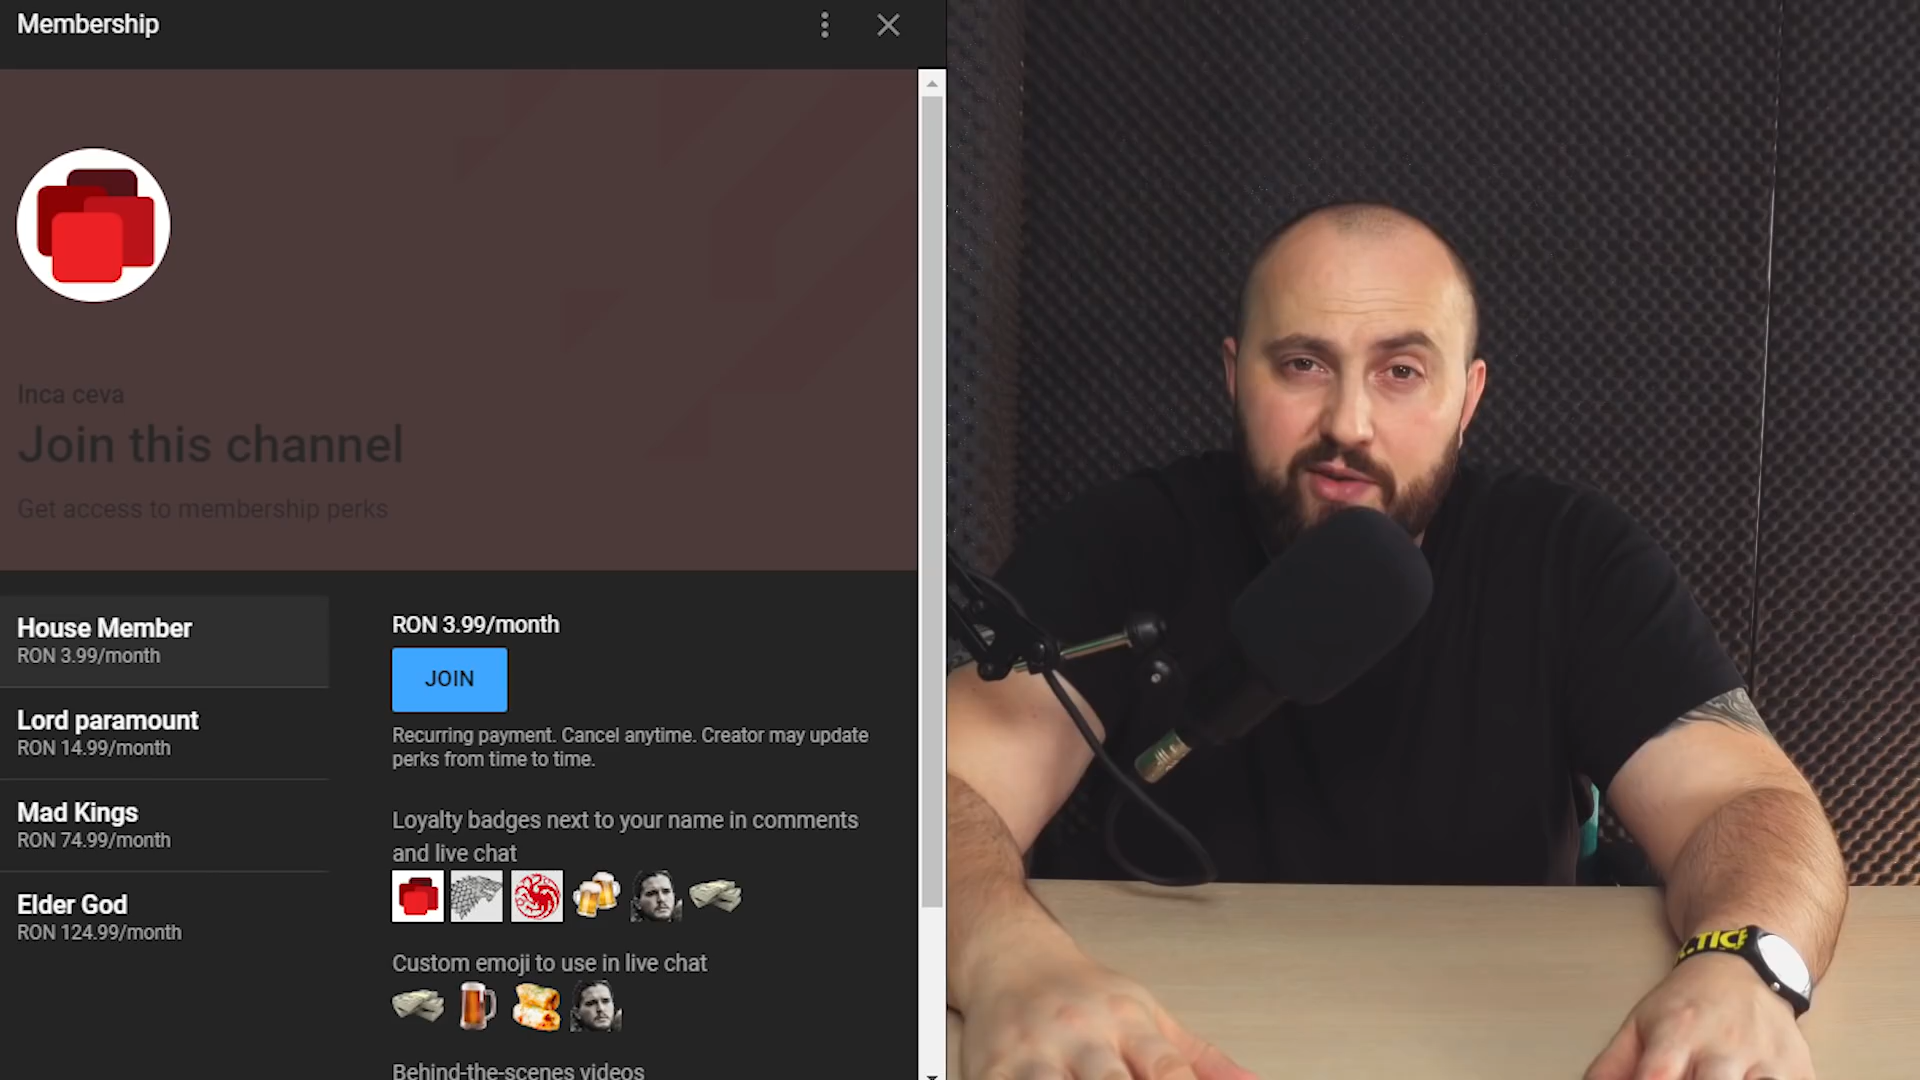 Membership
Inca ceva
Join this channel
Get access to membership perks
House Member
RON 3.99/month
Lord paramount
RON 14.99/month
Mad Kings
RON 74.99/month
Elder God
RON 124.99/month
RON 3.99/month
JOIN
Recurring payment. Cancel anytime. Creator may update
perks from time to time.
Loyalty badges next to your name in comments
and live chat
Custom emoji to use in live chat
Behind-the-scenes videos